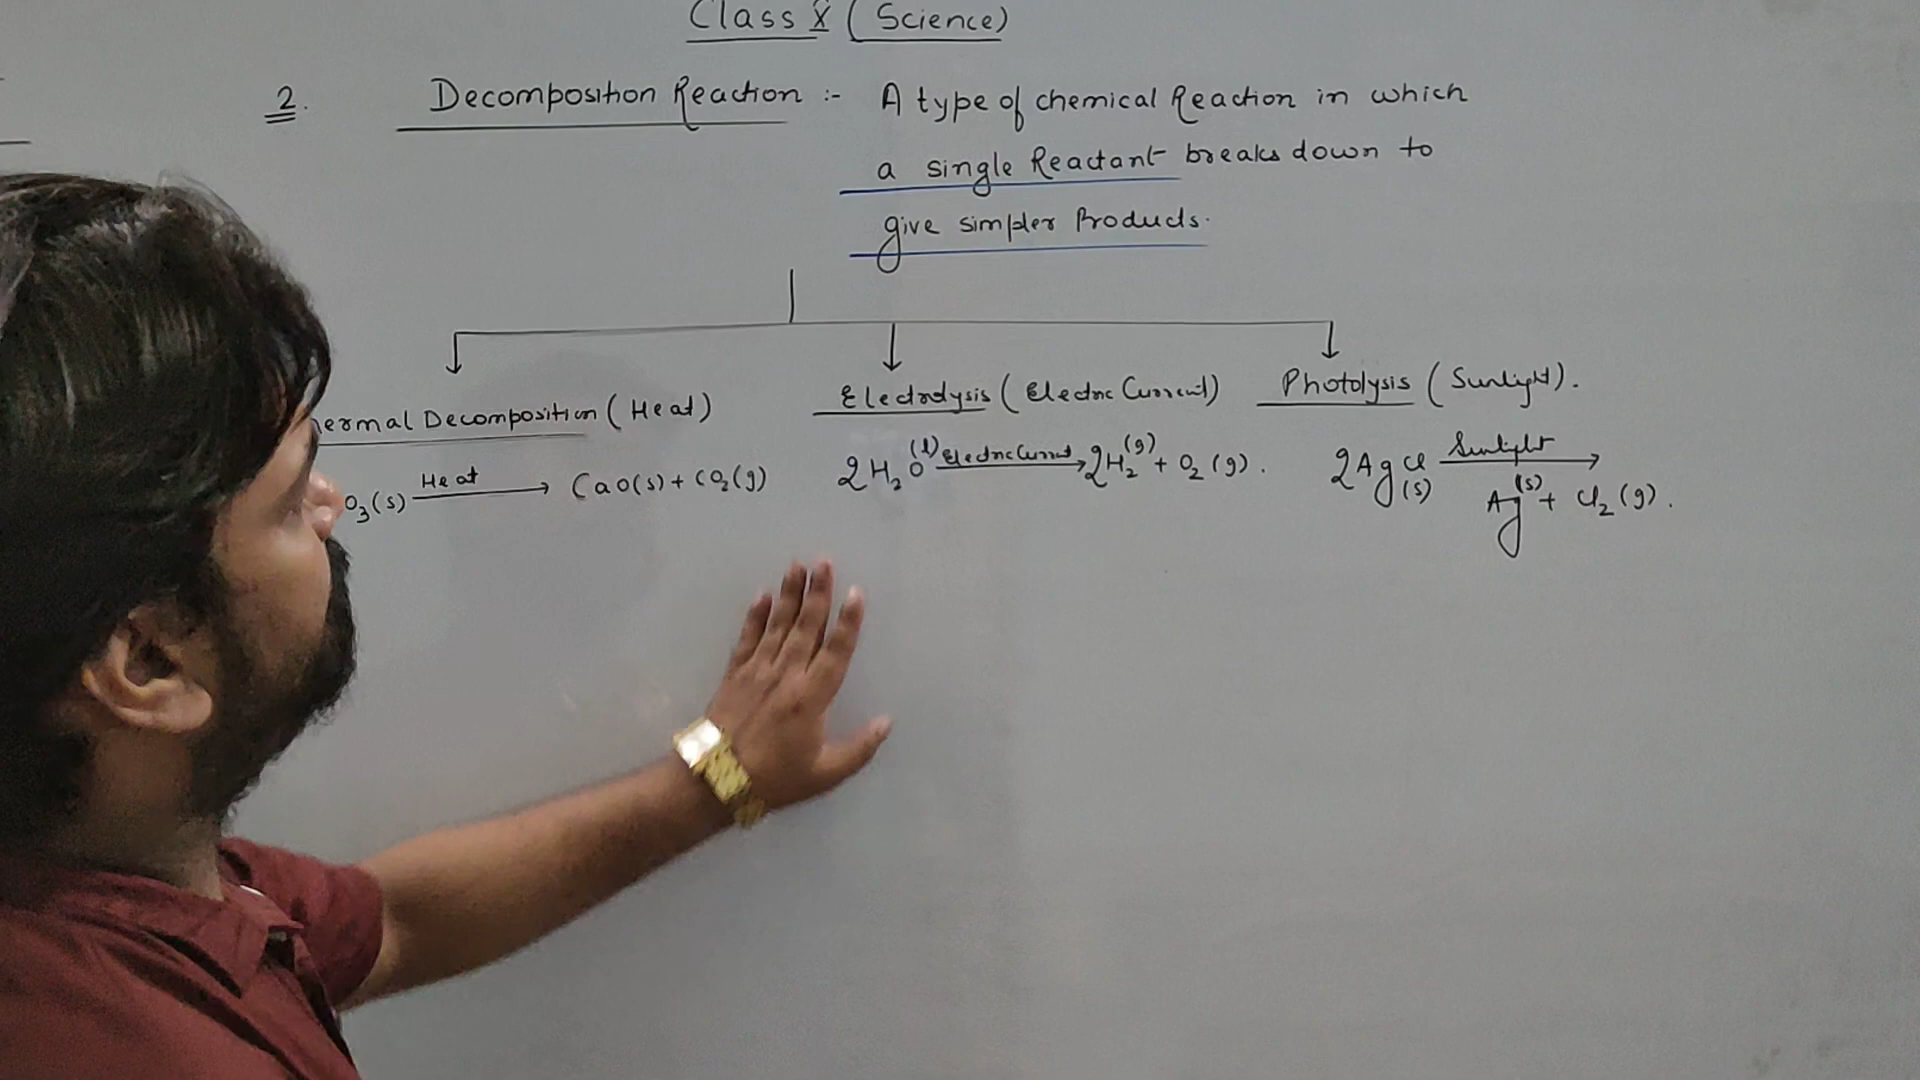 Class X (Science)
2. Decomposition Reaction :- A type of chemical Reaction in which
a single Reactant breaks down to
give simpler Products.
ermal Decomposition (Heat)
Electrolysis (Electric Current)
Photolysis (Sunlight).
O₃(s) Heat → CaO(s) + CO₂(g)
2H₂O (l) Electric Current → 2H₂ (g) + O₂ (g).
2AgCl (s) Sunlight →
Ag (s) + Cl₂ (g).